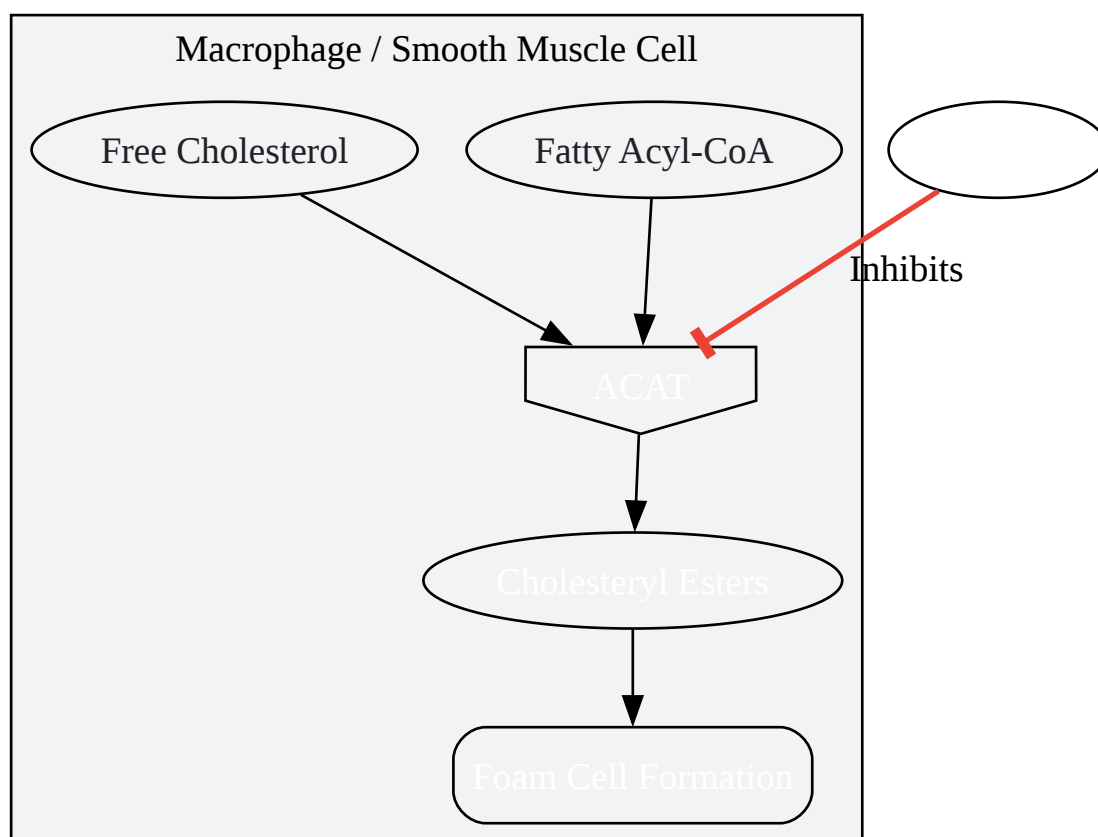 Macrophage / Smooth Muscle Cell
Free Cholesterol
Fatty Acyl-CoA
Inhibits
ACAT
Cholesteryl Esters
Foam Cell Formation